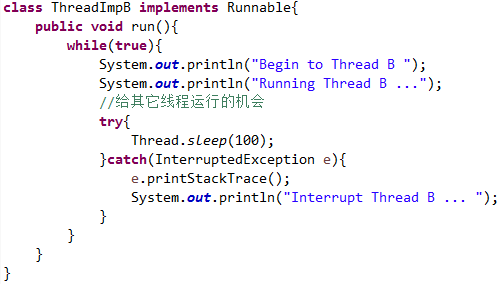 class ThreadImpB implements Runnable{
    public void run(){
        while(true){
            System.out.println("Begin to Thread B ");
            System.out.println("Running Thread B ...");
            //给其它线程运行的机会
            try{
                Thread.sleep(100);
            }catch(InterruptedException e){
                e.printStackTrace();
                System.out.println("Interrupt Thread B ... ");
            }
        }
    }
}